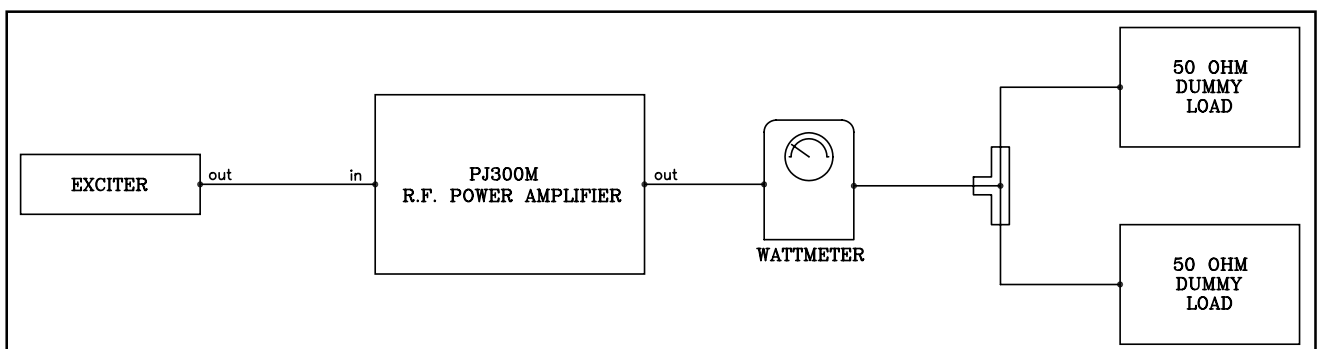 EXCITER
out
in
PJ300M
R.F. POWER AMPLIFIER
out
WATTMETER
50 OHM
DUMMY
LOAD
50 OHM
DUMMY
LOAD